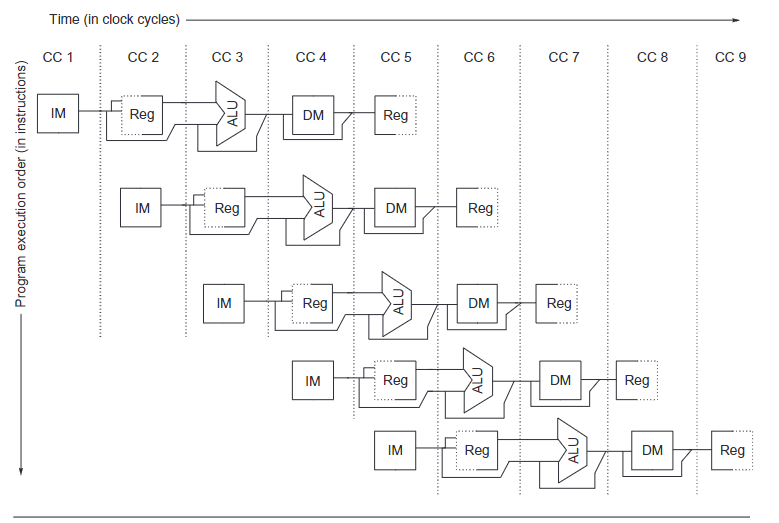 Time (in clock cycles)
CC 1 CC 2 CC 3 CC 4 CC 5 CC 6 CC 7 CC 8 CC 9
Program execution order (in instructions)
IM Reg ALU DM Reg
IM Reg ALU DM Reg
IM Reg ALU DM Reg
IM Reg ALU DM Reg
IM Reg ALU DM Reg